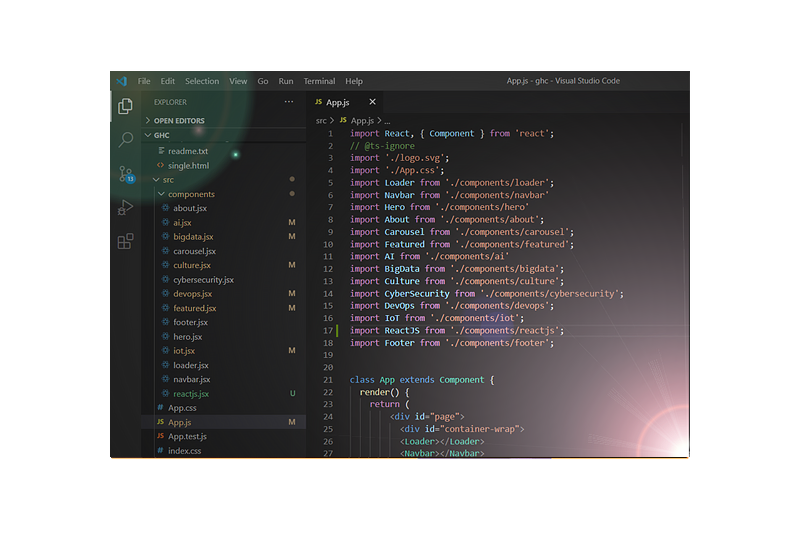 File Edit Selection View Go Run Terminal Help App.js - ghc - Visual Studio Code
EXPLORER ...
OPEN EDITORS
GHC
readme.txt
single.html
src
components
about.jsx
ai.jsx M
bigdata.jsx M
carousel.jsx
culture.jsx M
cybersecurity.jsx
devops.jsx M
featured.jsx M
footer.jsx
hero.jsx
iot.jsx M
loader.jsx
navbar.jsx
reactjs.jsx U
# App.css
JS App.js M
JS App.test.js
# index.css
13
JS App.js ×
src > JS App.js > ...
1 import React, { Component } from 'react';
2 // @ts-ignore
3 import './logo.svg';
4 import './App.css';
5 import Loader from './components/loader';
6 import Navbar from './components/navbar'
7 import Hero from './components/hero'
8 import About from './components/about';
9 import Carousel from './components/carousel';
10 import Featured from './components/featured';
11 import AI from './components/ai'
12 import BigData from './components/bigdata';
13 import Culture from './components/culture';
14 import CyberSecurity from './components/cybersecurity';
15 import DevOps from './components/devops';
16 import IoT from './components/iot';
17 import ReactJS from './components/reactjs';
18 import Footer from './components/footer';
19
20
21 class App extends Component {
22 render() {
23 return (
24 <div id="page">
25 <div id="container-wrap">
26 <Loader></Loader>
27 <Navbar></Navbar>